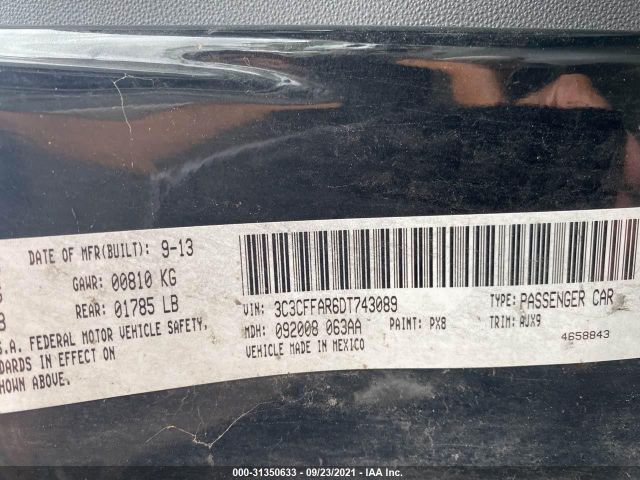 DATE OF MFR(BUILT): 9-13
GAWR: 00810 KG
REAR: 01785 LB
S.A. FEDERAL MOTOR VEHICLE SAFETY,
DARDS IN EFFECT ON
HOWN ABOVE.
VIN: 3C3CFFAR6DT743089
TYPE: PASSENGER CAR
MDH: 092008 063AA
PAINT: PX8
TRIM: AUX9
VEHICLE MADE IN MEXICO
4658843
000-31350633 - 09/23/2021 - IAA Inc.